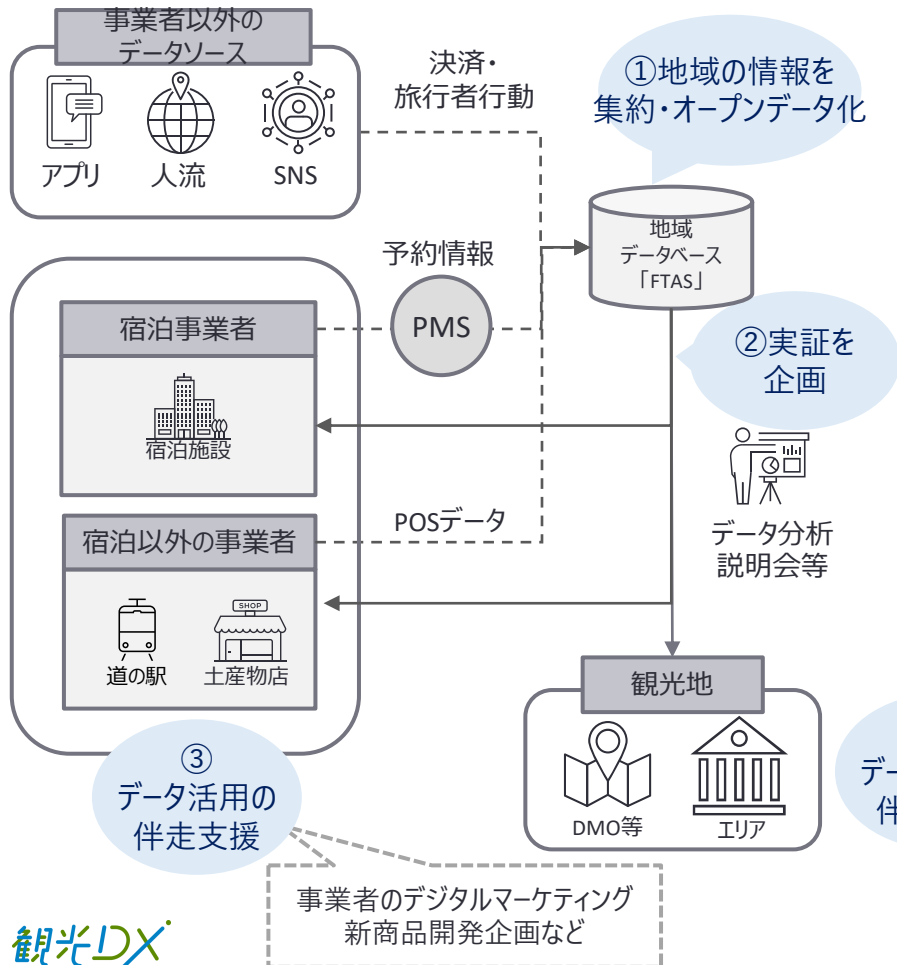 事業者以外の
データソース
アプリ
人流
SNS
決済・
旅行者行動
①地域の情報を
集約・オープンデータ化
地域
データベース
「FTAS」
予約情報
PMS
宿泊事業者
宿泊施設
②実証を
企画
データ分析
説明会等
宿泊以外の事業者
POSデータ
道の駅
SHOP
土産物店
観光地
DMO等
エリア
③
データ活用の
伴走支援
デー
伴
事業者のデジタルマーケティング
新商品開発企画など
観光DX